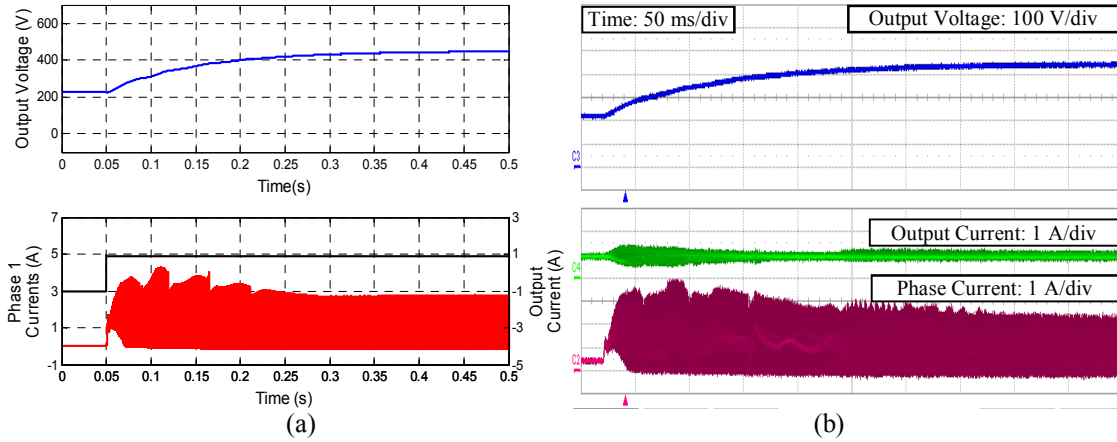 Output Voltage (V)
600
400
200
0
0 0.05 0.1 0.15 0.2 0.25 0.3 0.35 0.4 0.45 0.5
Time(s)
Phase 1
Currents (A)
7
5
3
1
-1
3
1
-1
-3
-5
Output
Current (A)
0 0.05 0.1 0.15 0.2 0.25 0.3 0.35 0.4 0.45 0.5
Time (s)
(a)
Time: 50 ms/div
Output Voltage: 100 V/div
C3
Output Current: 1 A/div
C4
Phase Current: 1 A/div
C2
(b)